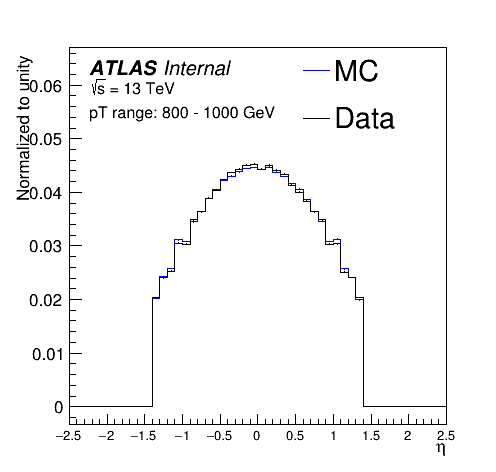 ATLAS Internal
√s = 13 TeV
pT range: 800 - 1000 GeV
MC
Data
Normalized to unity
0.06
0.05
0.04
0.03
0.02
0.01
0
−2.5 −2 −1.5 −1 −0.5 0 0.5 1 1.5 2 2.5
η